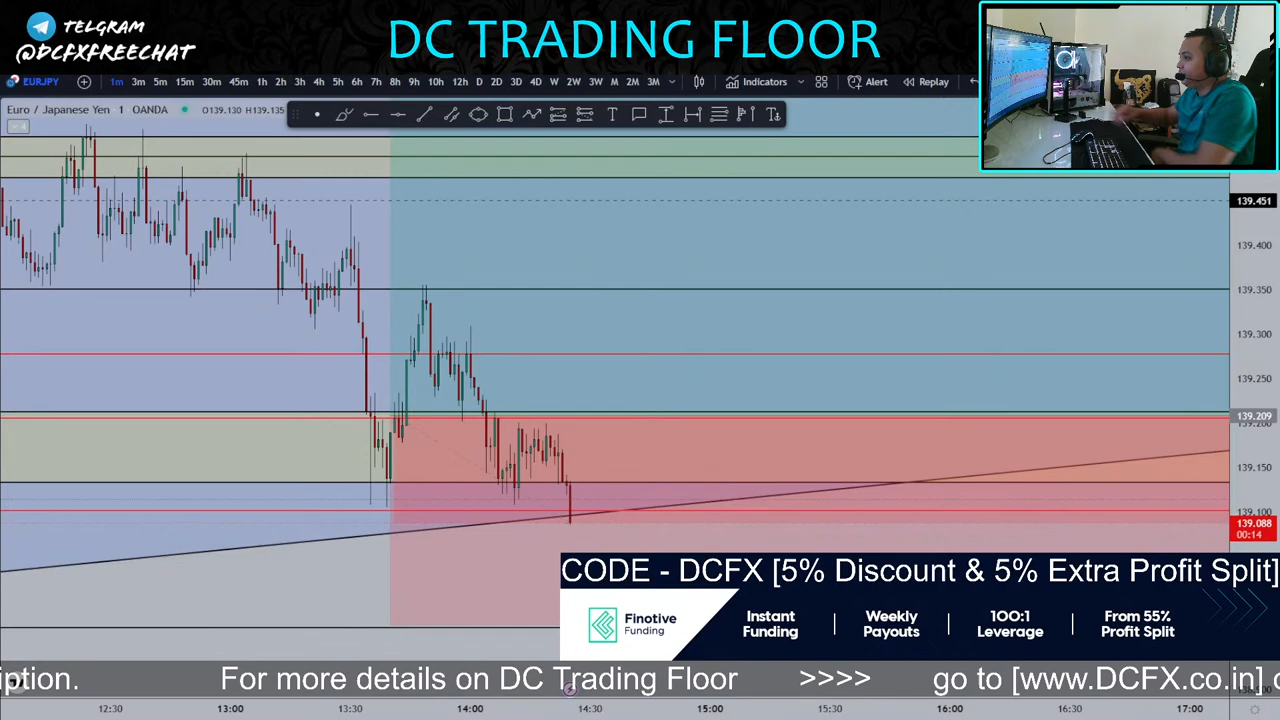 TELGRAM
@DCFXFREECHAT
DC TRADING FLOOR
EURJPY
1m 3m 5m 15m 30m 45m 1h 2h 3h 4h 5h 6h 7h 8h 9h 10h 12h D 2D 3D 4D W 2W 3W M 2M 3M
Indicators
Alert
Replay
Euro / Japanese Yen · 1 · OANDA
O139.130 H139.135
4
139.451
139.400
139.350
139.300
139.250
139.209
139.150
139.100
139.088
00:14
CODE - DCFX [5% Discount & 5% Extra Profit Split]
Finotive
Funding
Instant
Funding
Weekly
Payouts
100:1
Leverage
From 55%
Profit Split
iption. For more details on DC Trading Floor >>>> go to [www.DCFX.co.in]
12:30 13:00 13:30 14:00 14:30 15:00 15:30 16:00 16:30 17:00